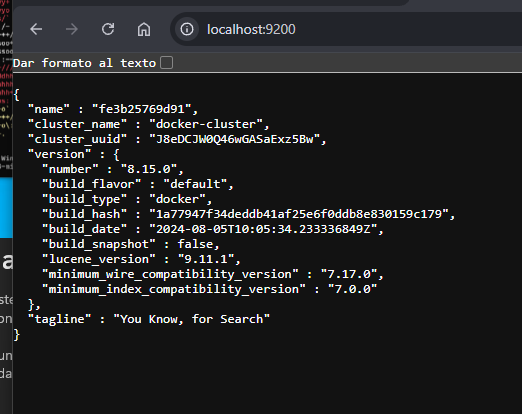 localhost:9200
Dar formato al texto
{
  "name" : "fe3b25769d91",
  "cluster_name" : "docker-cluster",
  "cluster_uuid" : "J8eDCJW0Q46wGASaExz5Bw",
  "version" : {
    "number" : "8.15.0",
    "build_flavor" : "default",
    "build_type" : "docker",
    "build_hash" : "1a77947f34deddb41af25e6f0ddb8e830159c179",
    "build_date" : "2024-08-05T10:05:34.233336849Z",
    "build_snapshot" : false,
    "lucene_version" : "9.11.1",
    "minimum_wire_compatibility_version" : "7.17.0",
    "minimum_index_compatibility_version" : "7.0.0"
  },
  "tagline" : "You Know, for Search"
}